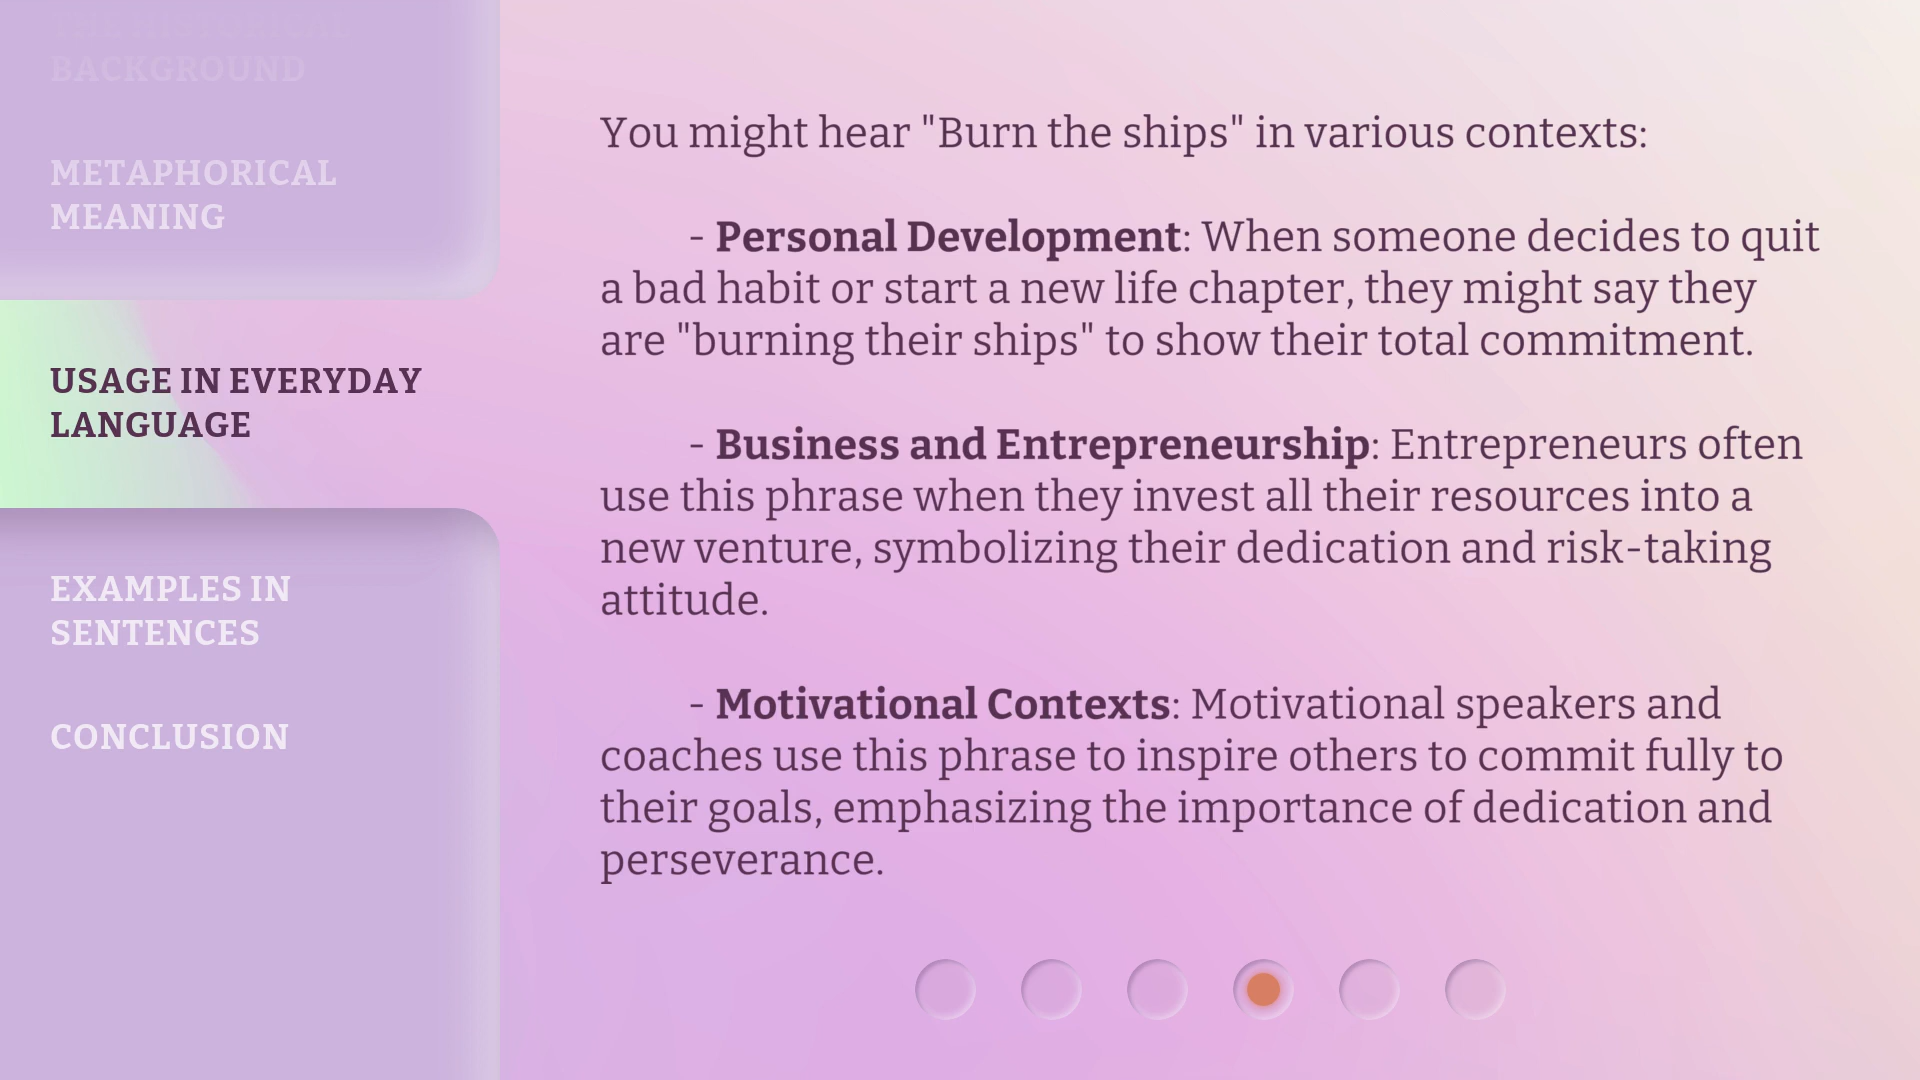 THE HISTORICAL
BACKGROUND
METAPHORICAL
MEANING
USAGE IN EVERYDAY
LANGUAGE
EXAMPLES IN
SENTENCES
CONCLUSION
You might hear "Burn the ships" in various contexts:
- Personal Development: When someone decides to quit
a bad habit or start a new life chapter, they might say they
are "burning their ships" to show their total commitment.
- Business and Entrepreneurship: Entrepreneurs often
use this phrase when they invest all their resources into a
new venture, symbolizing their dedication and risk-taking
attitude.
- Motivational Contexts: Motivational speakers and
coaches use this phrase to inspire others to commit fully to
their goals, emphasizing the importance of dedication and
perseverance.